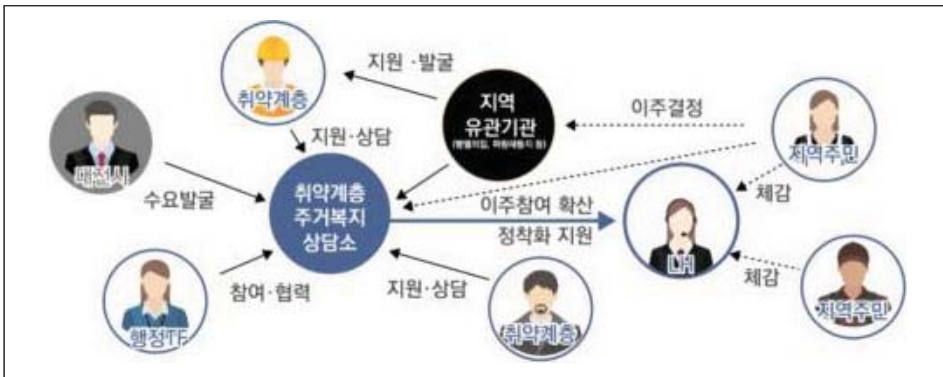 지원 · 발굴
취약계층
지역
유관기관
이주결정
지역주민
대전시
지원 · 상담
수요발굴
취약계층
주거복지
상담소
이주참여 확산
정착화 지원
체감
LH
행정TF
참여 · 협력
지원 · 상담
취약계층
체감
지역주민